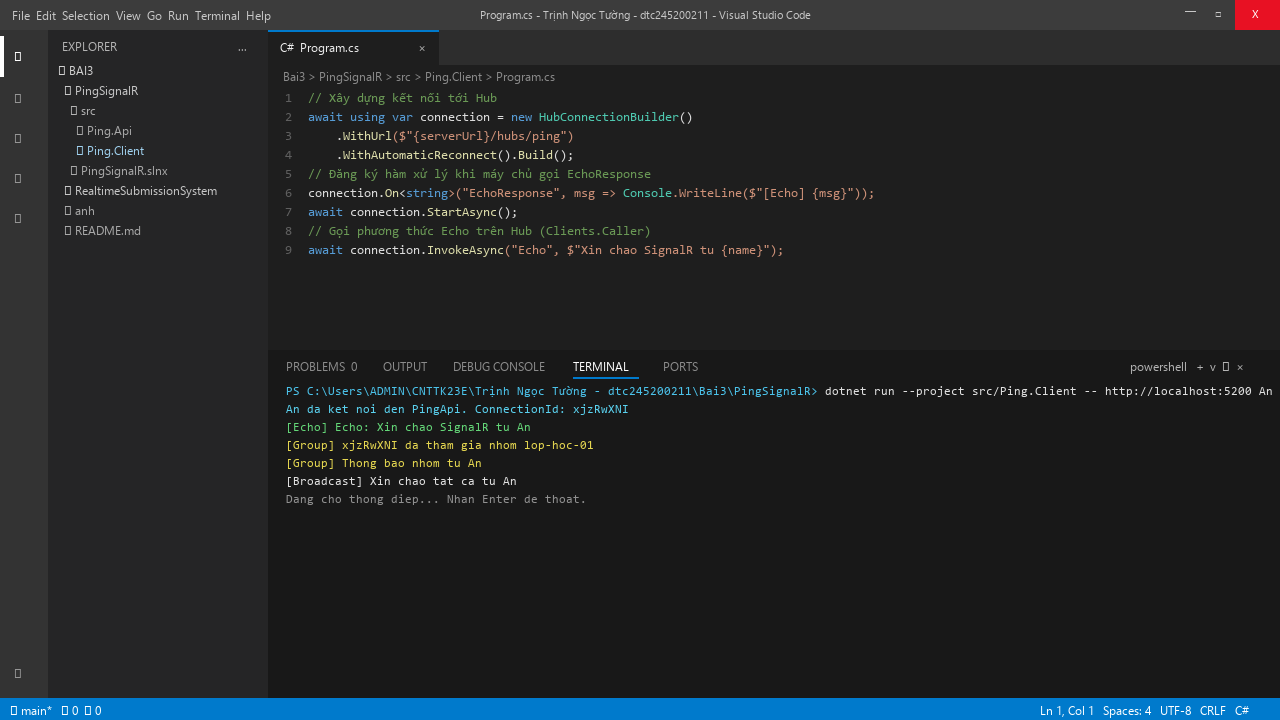 File Edit Selection View Go Run Terminal Help
Program.cs - Trịnh Ngọc Tường - dtc245200211 - Visual Studio Code
EXPLORER ...
BAI3
PingSignalR
src
Ping.Api
Ping.Client
PingSignalR.slnx
RealtimeSubmissionSystem
anh
README.md
C# Program.cs ×
Bai3 > PingSignalR > src > Ping.Client > Program.cs
1 // Xây dựng kết nối tới Hub
2 await using var connection = new HubConnectionBuilder()
3 .WithUrl($"{serverUrl}/hubs/ping")
4 .WithAutomaticReconnect().Build();
5 // Đăng ký hàm xử lý khi máy chủ gọi EchoResponse
6 connection.On<string>("EchoResponse", msg => Console.WriteLine($"[Echo] {msg}"));
7 await connection.StartAsync();
8 // Gọi phương thức Echo trên Hub (Clients.Caller)
9 await connection.InvokeAsync("Echo", $"Xin chao SignalR tu {name}");
PROBLEMS 0 OUTPUT DEBUG CONSOLE TERMINAL PORTS powershell + v ×
PS C:\Users\ADMIN\CNTTK23E\Trịnh Ngọc Tường - dtc245200211\Bai3\PingSignalR> dotnet run --project src/Ping.Client -- http://localhost:5200 An
An da ket noi den PingApi. ConnectionId: xjzRwXNI
[Echo] Echo: Xin chao SignalR tu An
[Group] xjzRwXNI da tham gia nhom lop-hoc-01
[Group] Thong bao nhom tu An
[Broadcast] Xin chao tat ca tu An
Dang cho thong diep... Nhan Enter de thoat.
main* 0 0 Ln 1, Col 1 Spaces: 4 UTF-8 CRLF C#